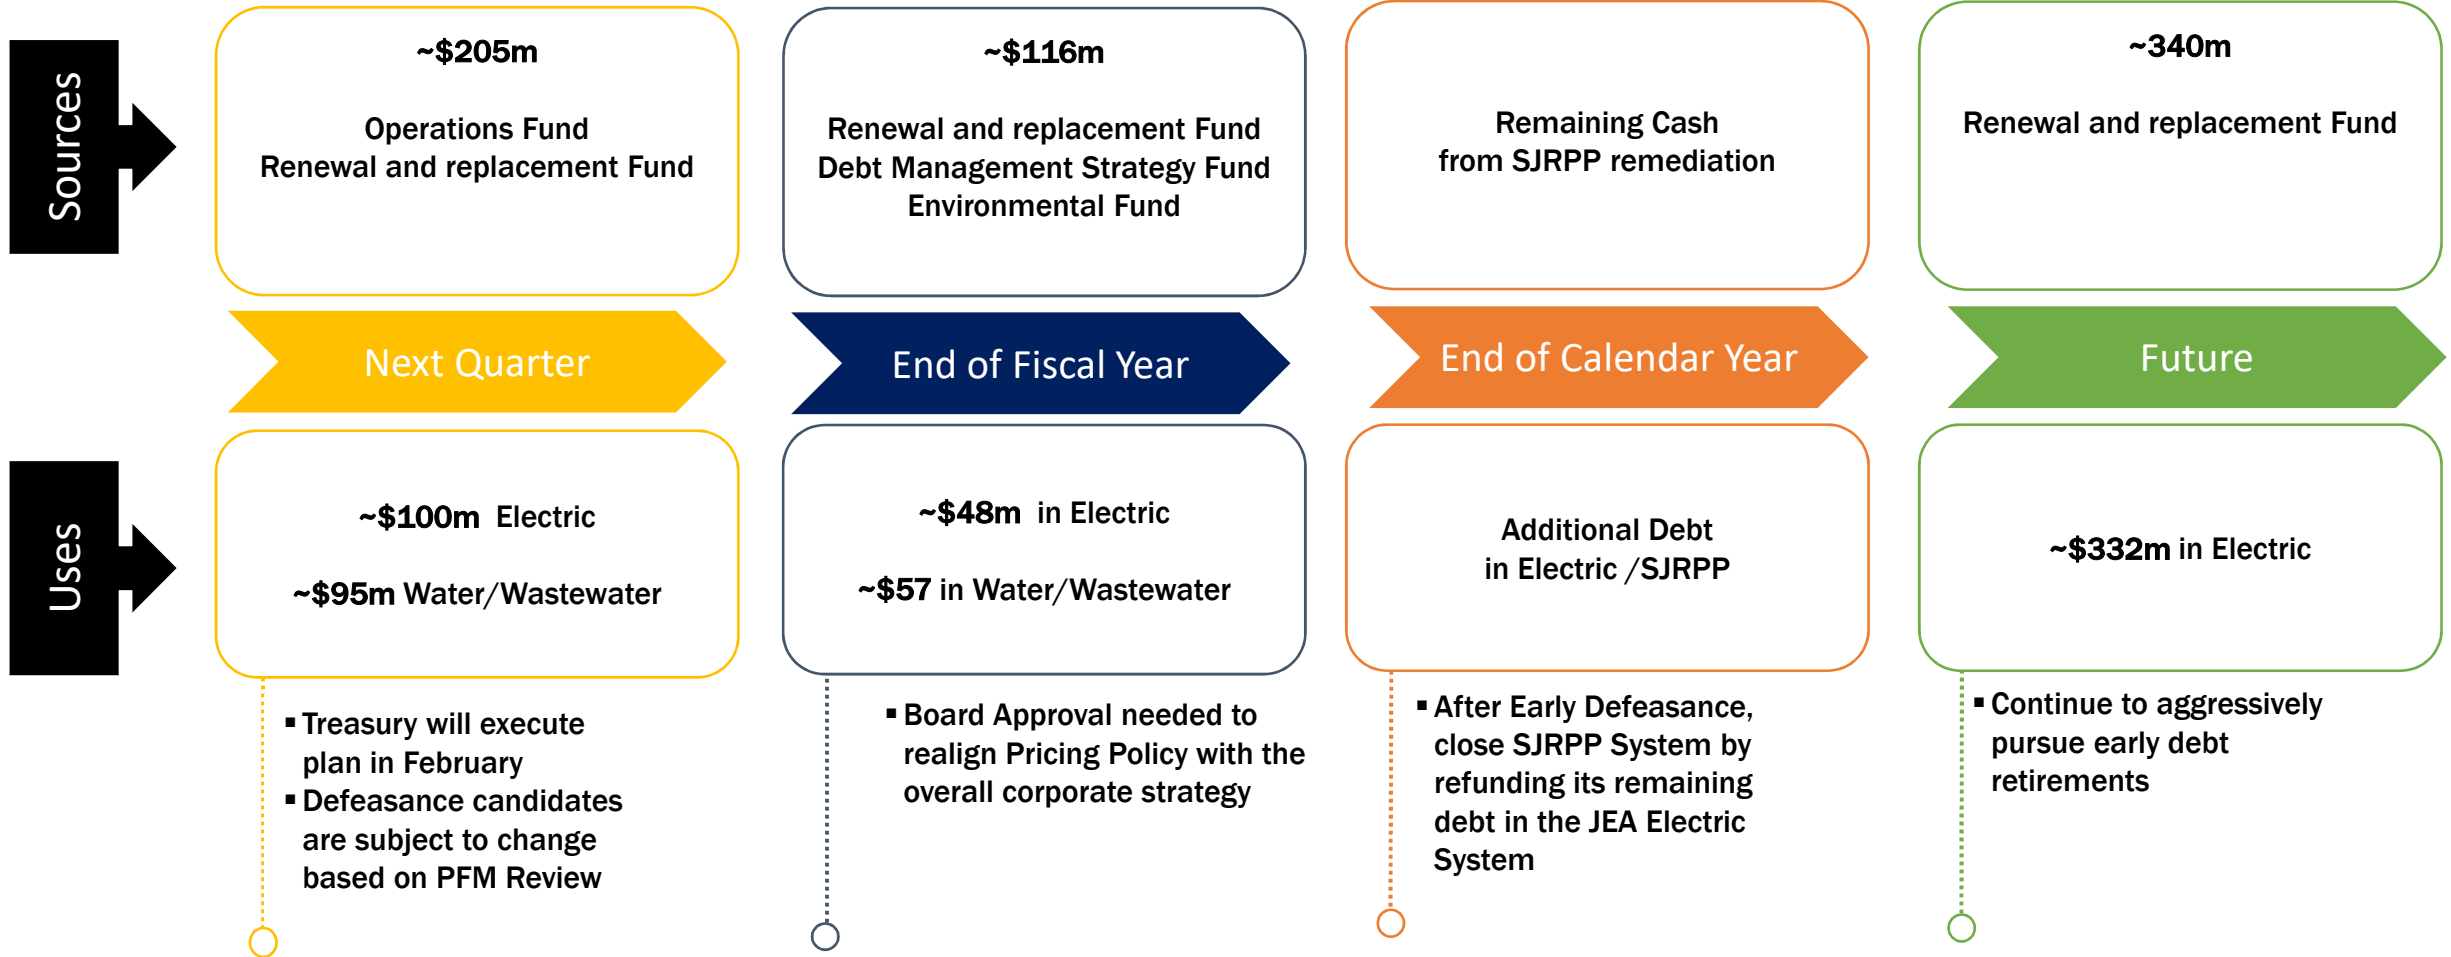 Sources
~$205m
Operations Fund
Renewal and replacement Fund
~$116m
Renewal and replacement Fund
Debt Management Strategy Fund
Environmental Fund
Remaining Cash
from SJRPP remediation
~340m
Renewal and replacement Fund
Next Quarter
End of Fiscal Year
End of Calendar Year
Future
Uses
~$100m Electric
~$95m Water/Wastewater
~$48m in Electric
~$57 in Water/Wastewater
Additional Debt
in Electric /SJRPP
~$332m in Electric
▪ Treasury will execute
plan in February
▪ Defeasance candidates
are subject to change
based on PFM Review
▪ Board Approval needed to
realign Pricing Policy with the
overall corporate strategy
▪ After Early Defeasance,
close SJRPP System by
refunding its remaining
debt in the JEA Electric
System
▪ Continue to aggressively
pursue early debt
retirements